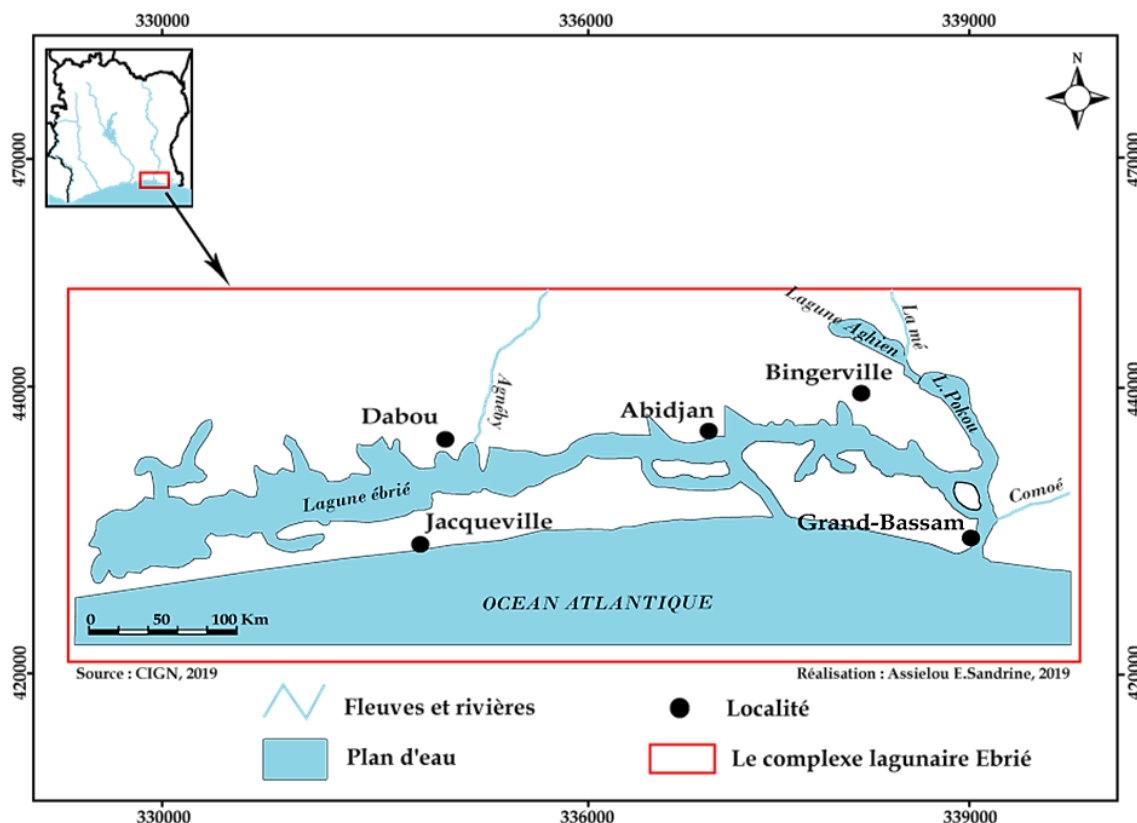 330000 336000 339000
N
470000 470000
Lagune Aghien
La mé
Bingerville
L. Pokou
440000 440000
Agnéby
Dabou
Abidjan
Lagune ébrié
Comoé
Jacqueville
Grand-Bassam
OCEAN ATLANTIQUE
0 50 100 Km
Source : CIGN, 2019
Réalisation : Assielou E.Sandrine, 2019
420000 420000
Fleuves et rivières
Localité
Plan d'eau
Le complexe lagunaire Ebrié
330000 336000 339000